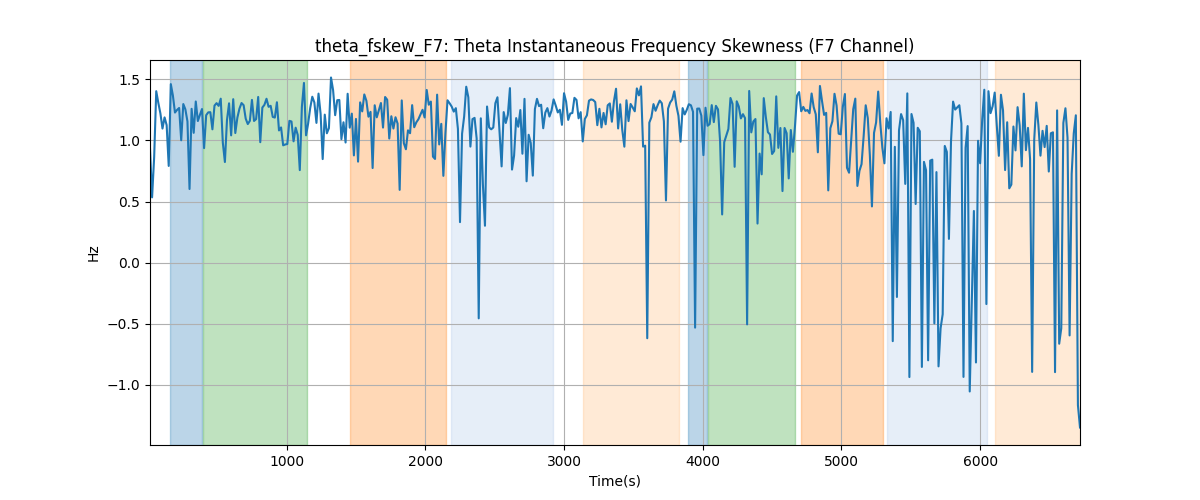 theta_fskew_F7: Theta Instantaneous Frequency Skewness (F7 Channel)
1.5
1.0
0.5
0.0
−0.5
−1.0
Hz
1000 2000 3000 4000 5000 6000
Time(s)